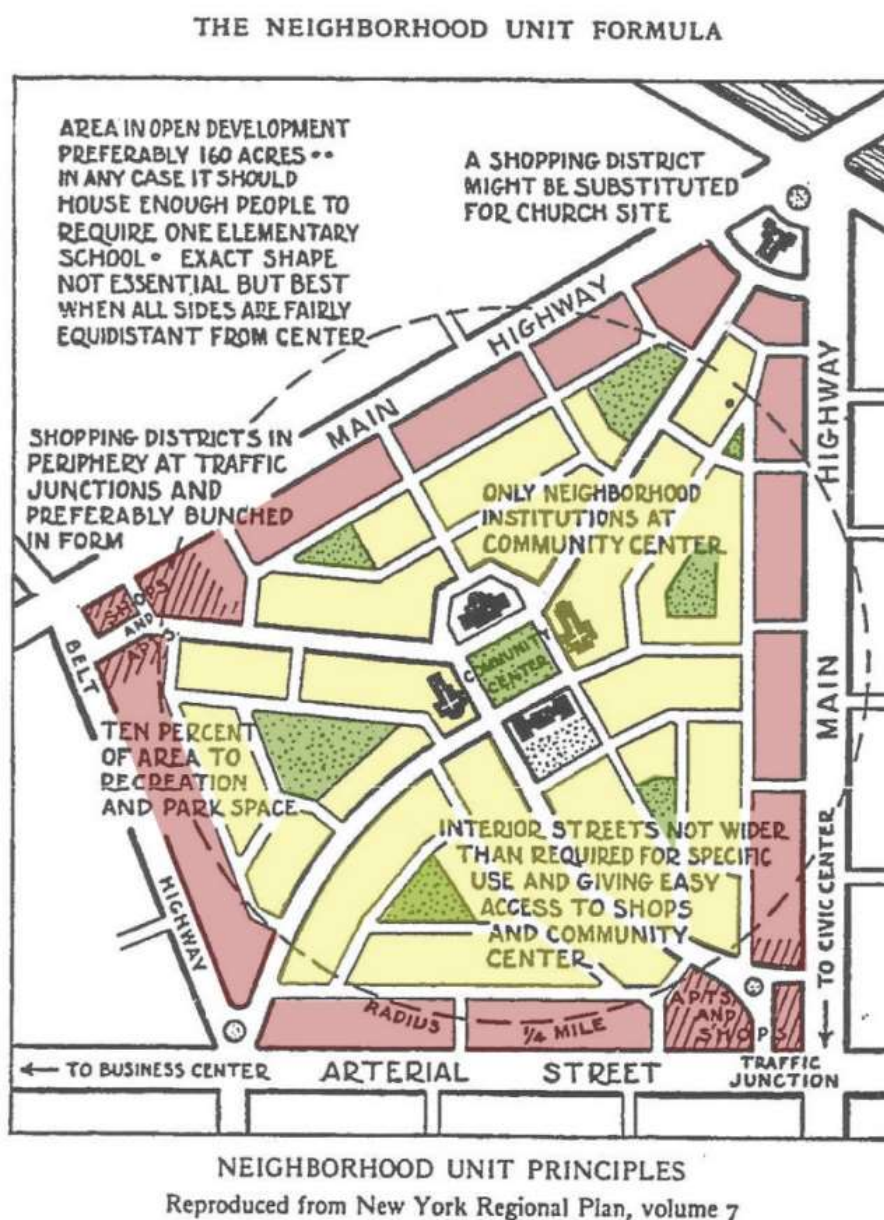 THE NEIGHBORHOOD UNIT FORMULA
AREA IN OPEN DEVELOPMENT
PREFERABLY 160 ACRES ••
IN ANY CASE IT SHOULD
HOUSE ENOUGH PEOPLE TO
REQUIRE ONE ELEMENTARY
SCHOOL • EXACT SHAPE
NOT ESSENTIAL BUT BEST
WHEN ALL SIDES ARE FAIRLY
EQUIDISTANT FROM CENTER
A SHOPPING DISTRICT
MIGHT BE SUBSTITUTED
FOR CHURCH SITE
MAIN HIGHWAY
HIGHWAY
MAIN
SHOPPING DISTRICTS IN
PERIPHERY AT TRAFFIC
JUNCTIONS AND
PREFERABLY BUNCHED
IN FORM
ONLY NEIGHBORHOOD
INSTITUTIONS AT
COMMUNITY CENTER
SHOPS
AND
APTS.
COMMUNITY
CENTER
BELT
HIGHWAY
TEN PERCENT
OF AREA TO
RECREATION
AND PARK SPACE
INTERIOR STREETS NOT WIDER
THAN REQUIRED FOR SPECIFIC
USE AND GIVING EASY
ACCESS TO SHOPS
AND COMMUNITY
CENTER
TO CIVIC CENTER
RADIUS 1/4 MILE
APTS.
AND
SHOPS
TRAFFIC
JUNCTION
← TO BUSINESS CENTER
ARTERIAL STREET
NEIGHBORHOOD UNIT PRINCIPLES
Reproduced from New York Regional Plan, volume 7